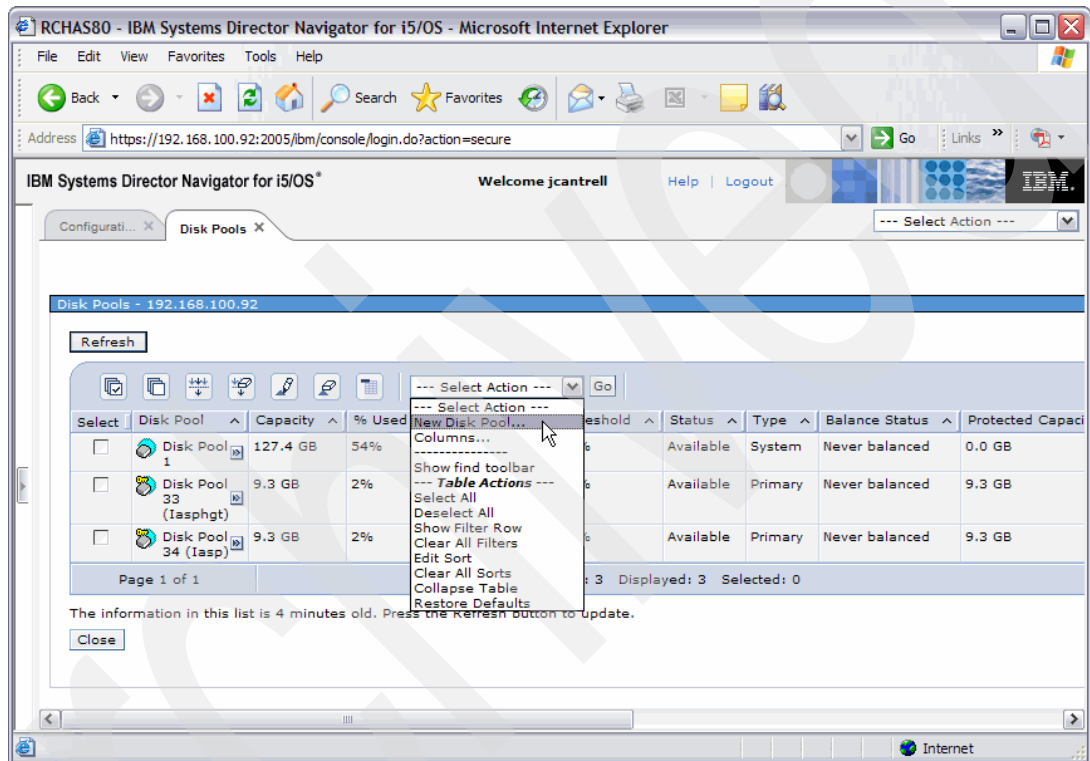 RCHAS80 - IBM Systems Director Navigator for i5/OS - Microsoft Internet Explorer
File Edit View Favorites Tools Help
Back Search Favorites
Address https://192.168.100.92:2005/ibm/console/login.do?action=secure Go Links »
IBM Systems Director Navigator for i5/OS® Welcome jcantrell Help | Logout IBM.
Configurati... Disk Pools --- Select Action ---
Disk Pools - 192.168.100.92
Refresh
--- Select Action --- Go
--- Select Action ---
New Disk Pool...
Columns...
---------------
Show find toolbar
--- Table Actions ---
Select All
Deselect All
Show Filter Row
Clear All Filters
Edit Sort
Clear All Sorts
Collapse Table
Restore Defaults
Select Disk Pool Capacity % Used Status Type Balance Status Protected Capaci
Disk Pool 127.4 GB 54% Available System Never balanced 0.0 GB
1
Disk Pool 9.3 GB 2% Available Primary Never balanced 9.3 GB
33
(Iasphgt)
Disk Pool 9.3 GB 2% Available Primary Never balanced 9.3 GB
34 (Iasp)
Page 1 of 1 : 3 Displayed: 3 Selected: 0
The information in this list is 4 minutes old. Press the Refresh button to update.
Close
Internet